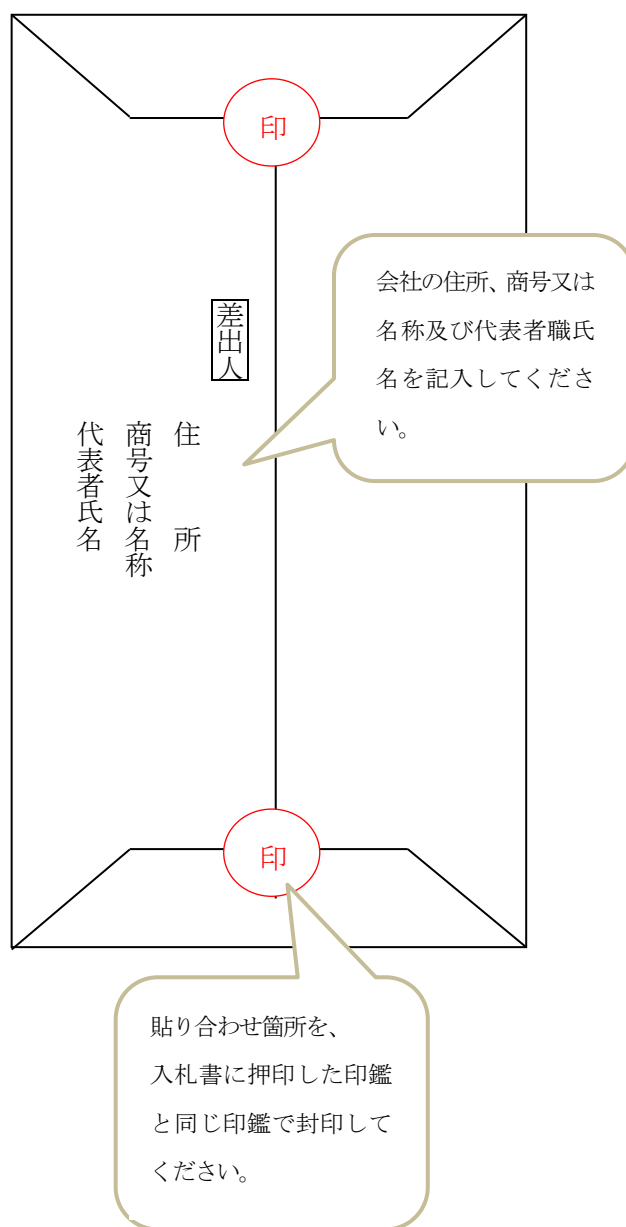 印
会社の住所、商号又は
名称及び代表者職氏
名を記入してくださ
い。
差出人
住所
商号又は名称
代表者氏名
印
貼り合わせ箇所を、
入札書に押印した印鑑
と同じ印鑑で封印して
ください。